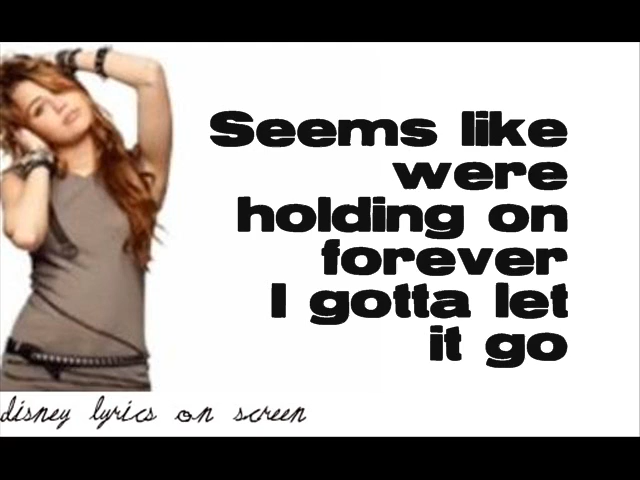 Seems like
were
holding on
forever
I gotta let
it go
disney lyrics on screen